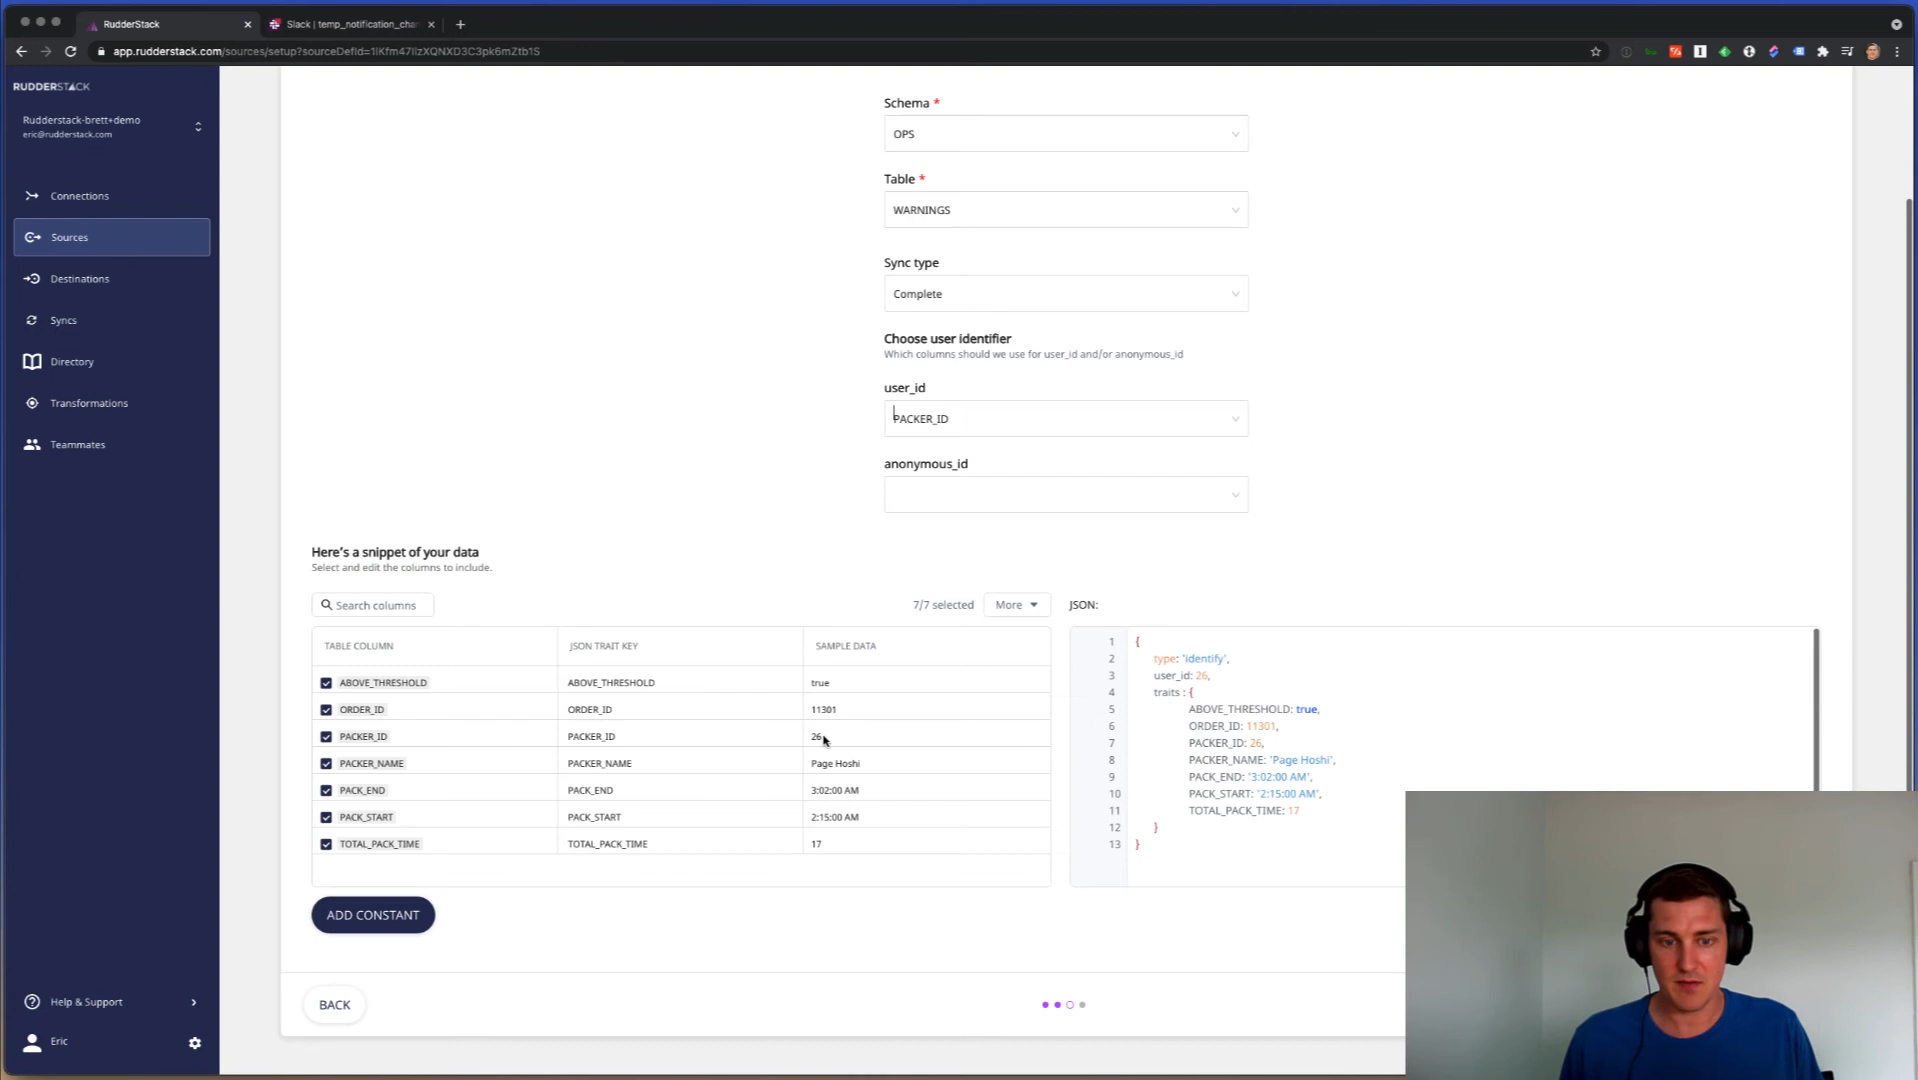 RudderStack
Slack | temp_notification_cha
app.rudderstack.com/sources/setup?sourceDefId=1lKfm47IlzXQNXD3C3pk6mZtb1S
RUDDERSTACK
Rudderstack-brett+demo
eric@rudderstack.com
Connections
Sources
Destinations
Syncs
Directory
Transformations
Teammates
Help & Support
Eric
Schema *
OPS
Table *
WARNINGS
Sync type
Complete
Choose user identifier
Which columns should we use for user_id and/or anonymous_id
user_id
PACKER_ID
anonymous_id
Here's a snippet of your data
Select and edit the columns to include.
Search columns
7/7 selected
More
TABLE COLUMN JSON TRAIT KEY SAMPLE DATA
ABOVE_THRESHOLD ABOVE_THRESHOLD true
ORDER_ID ORDER_ID 11301
PACKER_ID PACKER_ID 26
PACKER_NAME PACKER_NAME Page Hoshi
PACK_END PACK_END 3:02:00 AM
PACK_START PACK_START 2:15:00 AM
TOTAL_PACK_TIME TOTAL_PACK_TIME 17
JSON:
1 {
2 type: 'identify',
3 user_id: 26,
4 traits : {
5 ABOVE_THRESHOLD: true,
6 ORDER_ID: 11301,
7 PACKER_ID: 26,
8 PACKER_NAME: 'Page Hoshi',
9 PACK_END: '3:02:00 AM',
10 PACK_START: '2:15:00 AM',
11 TOTAL_PACK_TIME: 17
12 }
13 }
ADD CONSTANT
BACK